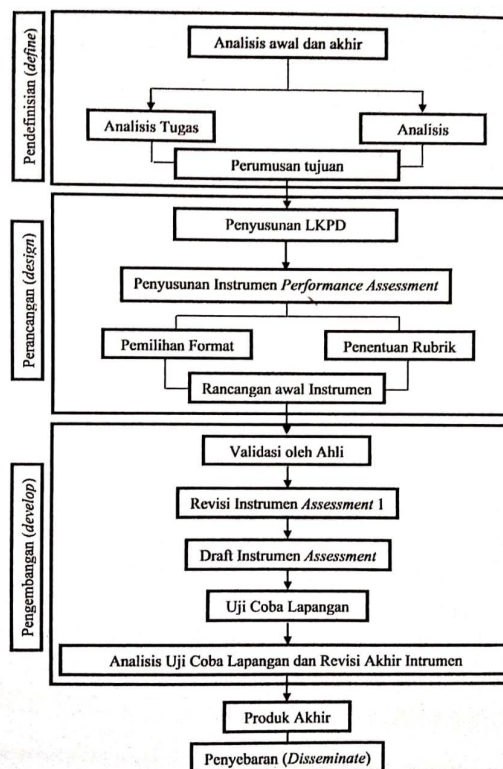 Pendefinisian (define)
Analisis awal dan akhir
Analisis Tugas
Analisis
Perumusan tujuan
Perancangan (design)
Penyusunan LKPD
Penyusunan Instrumen Performance Assessment
Pemilihan Format
Penentuan Rubrik
Rancangan awal Instrumen
Pengembangan (develop)
Validasi oleh Ahli
Revisi Instrumen Assessment 1
Draft Instrumen Assessment
Uji Coba Lapangan
Analisis Uji Coba Lapangan dan Revisi Akhir Intrumen
Produk Akhir
Penyebaran (Disseminate)